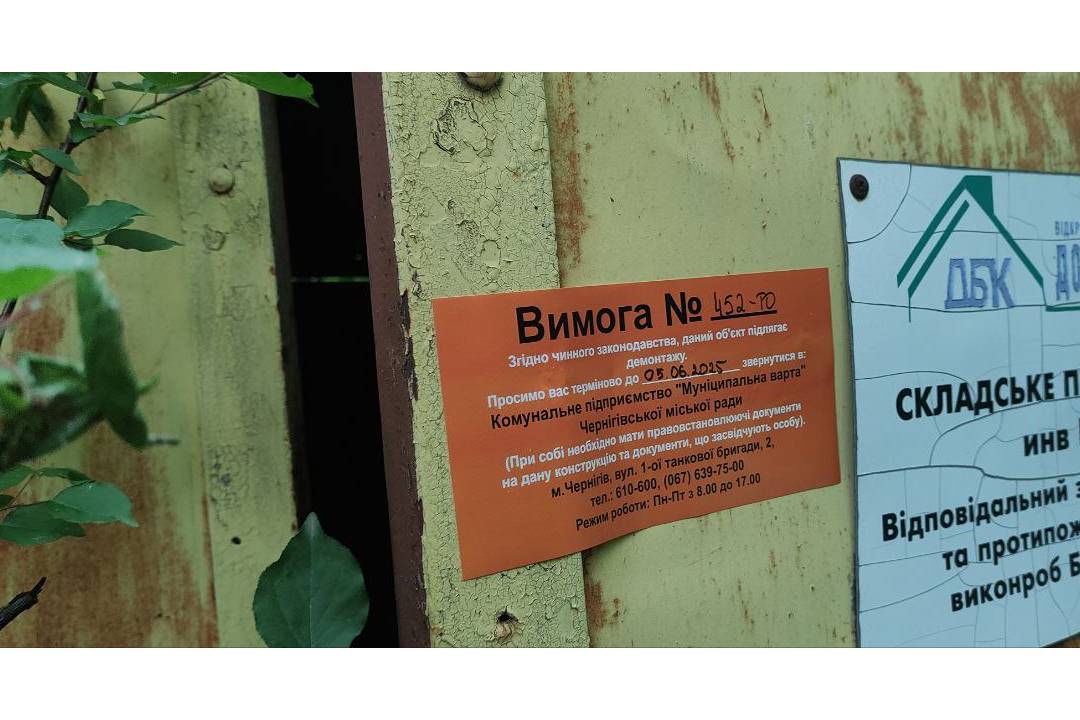 Вимога № 452-РО
Згідно чинного законодавства, даний об'єкт підлягає
демонтажу.
Просимо вас терміново до 05.06.2025 звернутися в:
Комунальне підприємство "Муніципальна варта"
Чернігівської міської ради
(При собі необхідно мати правовстановлюючі документи
на дану конструкцію та документи, що засвідчують особу).
м.Чернігів, вул. 1-ої танкової бригади, 2,
тел.: 610-600, (067) 639-75-00
Режим роботи: Пн-Пт з 8.00 до 17.00
ВІДКР
ДБК
СКЛАДСЬКЕ П
ИНВ
Відповідальний з
та протипож
виконроб Б